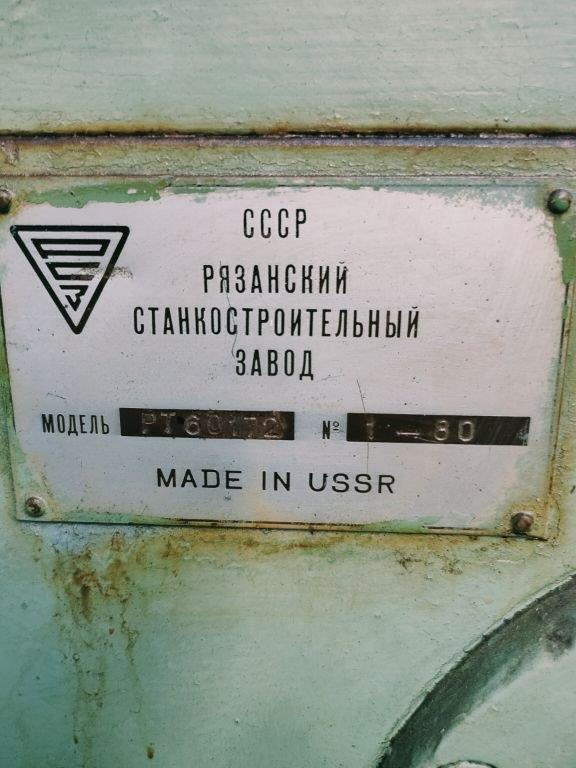 СССР
РЯЗАНСКИЙ
СТАНКОСТРОИТЕЛЬНЫЙ
ЗАВОД
МОДЕЛЬ РТ60172 № 1-80
MADE IN USSR